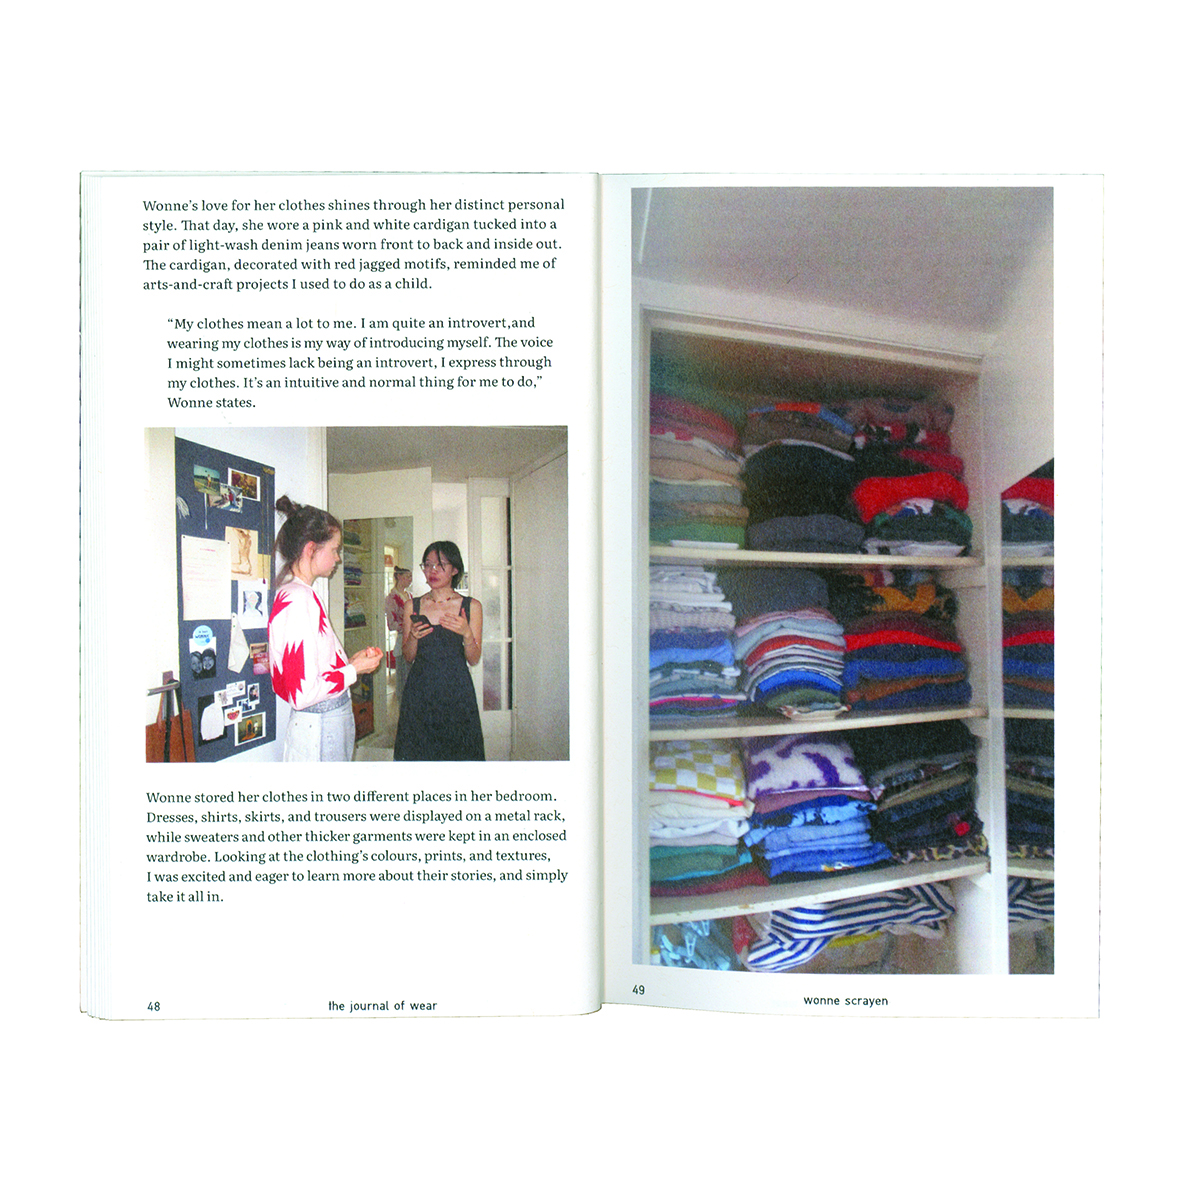 Wonne’s love for her clothes shines through her distinct personal
style. That day, she wore a pink and white cardigan tucked into a
pair of light-wash denim jeans worn front to back and inside out.
The cardigan, decorated with red jagged motifs, reminded me of
arts-and-craft projects I used to do as a child.
“My clothes mean a lot to me. I am quite an introvert,and
wearing my clothes is my way of introducing myself. The voice
I might sometimes lack being an introvert, I express through
my clothes. It’s an intuitive and normal thing for me to do,”
Wonne states.
Wonne stored her clothes in two different places in her bedroom.
Dresses, shirts, skirts, and trousers were displayed on a metal rack,
while sweaters and other thicker garments were kept in an enclosed
wardrobe. Looking at the clothing’s colours, prints, and textures,
I was excited and eager to learn more about their stories, and simply
take it all in.
48
the journal of wear
49
wonne scrayen